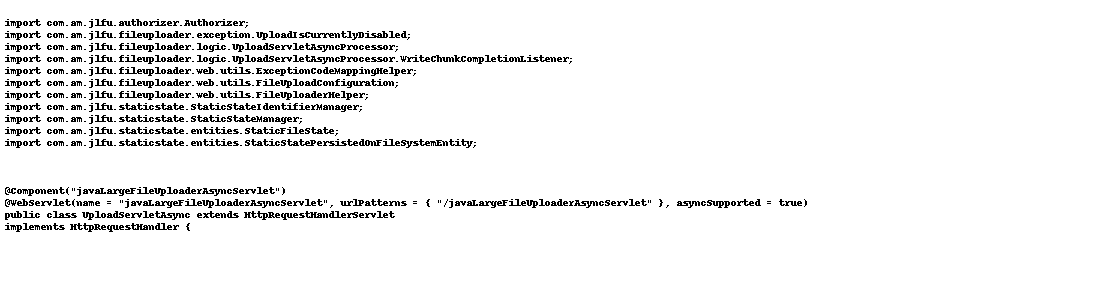 import com.am.jlfu.authorizer.Authorizer;
import com.am.jlfu.fileuploader.exception.UploadIsCurrentlyDisabled;
import com.am.jlfu.fileuploader.logic.UploadServletAsyncProcessor;
import com.am.jlfu.fileuploader.logic.UploadServletAsyncProcessor.WriteChunkCompletionListener;
import com.am.jlfu.fileuploader.web.utils.ExceptionCodeMappingHelper;
import com.am.jlfu.fileuploader.web.utils.FileUploadConfiguration;
import com.am.jlfu.fileuploader.web.utils.FileUploaderHelper;
import com.am.jlfu.staticstate.StaticStateIdentifierManager;
import com.am.jlfu.staticstate.StaticStateManager;
import com.am.jlfu.staticstate.entities.StaticFileState;
import com.am.jlfu.staticstate.entities.StaticStatePersistedOnFileSystemEntity;
@Component("javaLargeFileUploaderAsyncServlet")
@WebServlet(name = "javaLargeFileUploaderAsyncServlet", urlPatterns = { "/javaLargeFileUploaderAsyncServlet" }, asyncSupported = true)
public class UploadServletAsync extends HttpRequestHandlerServlet
implements HttpRequestHandler {